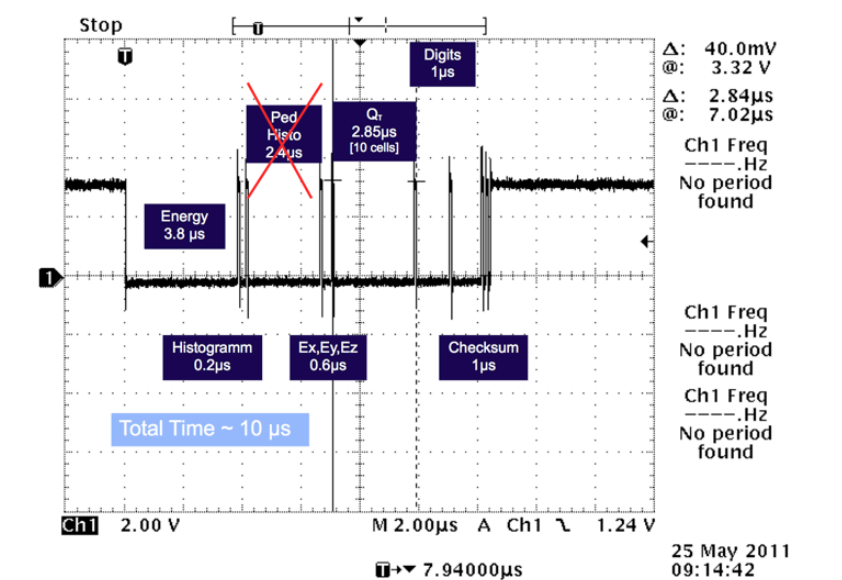 Stop
T
T
Δ: 40.0mV
@: 3.32 V
Δ: 2.84µs
@: 7.02µs
Ch1 Freq
----.Hz
No period
found
Digits
1µs
Ped
Histo
2.4µs
QT
2.85µs
[10 cells]
Energy
3.8 µs
1
Histogramm
0.2µs
Ex,Ey,Ez
0.6µs
Checksum
1µs
Ch1 Freq
----.Hz
No period
found
Ch1 Freq
----.Hz
No period
found
Total Time ~ 10 µs
Ch1 2.00 V M 2.00µs A Ch1 1.24 V
T 7.94000µs
25 May 2011
09:14:42